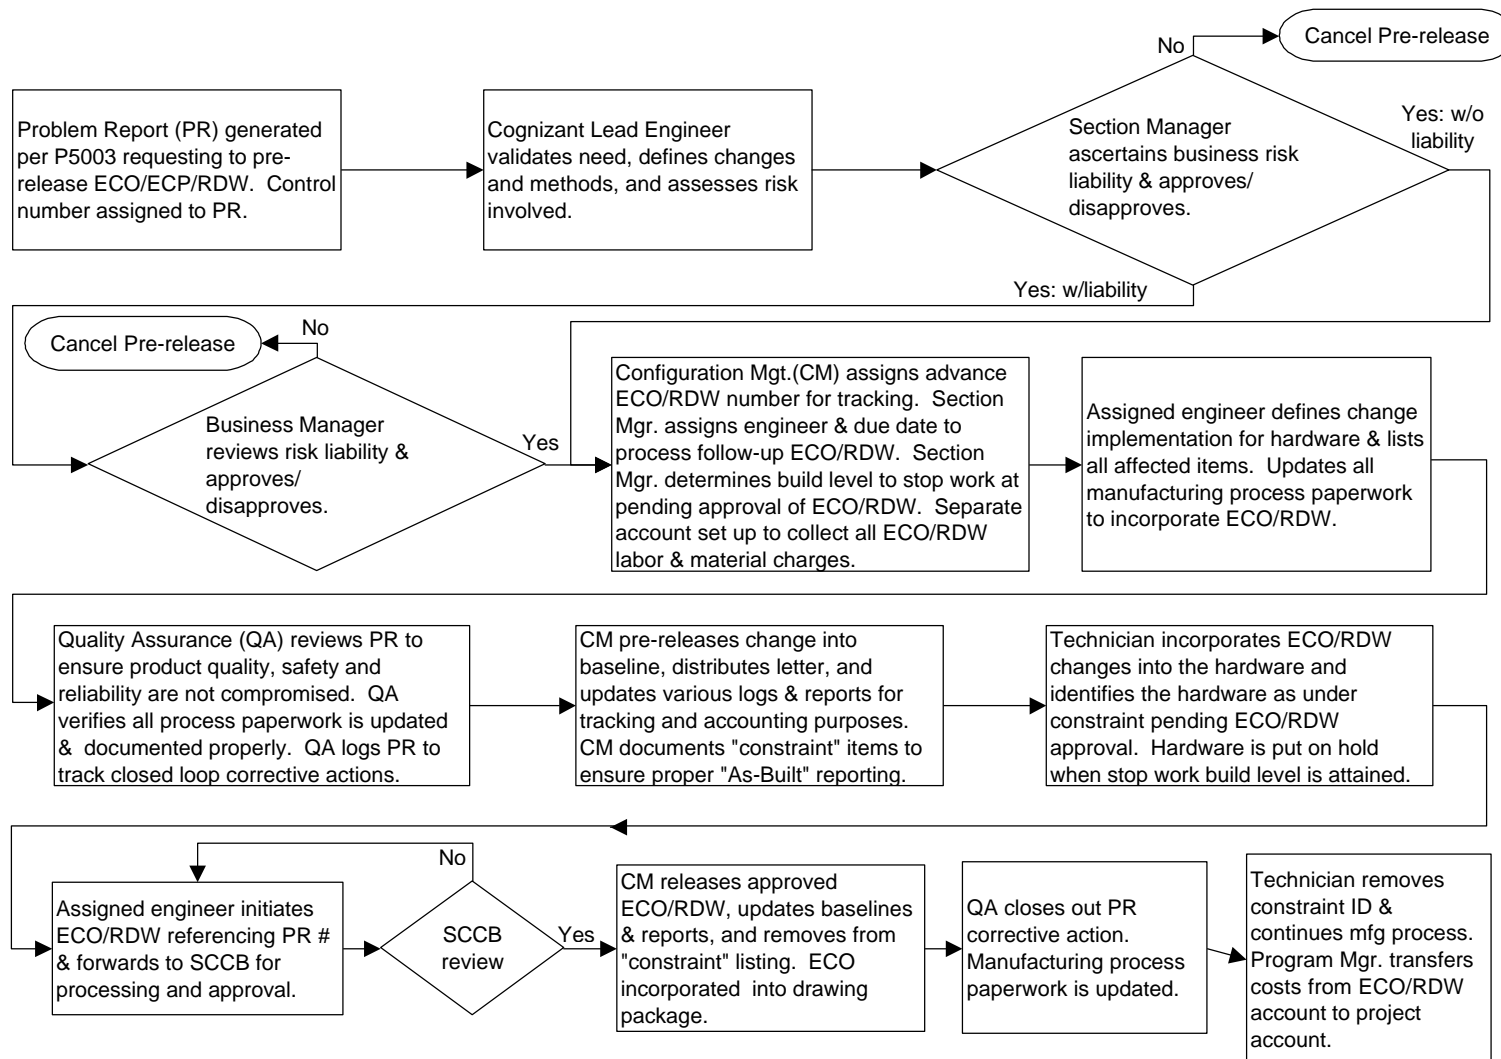 No
Cancel Pre-release
Problem Report (PR) generated
per P5003 requesting to pre-
release ECO/ECP/RDW.  Control
number assigned to PR.
Cognizant Lead Engineer
validates need, defines changes
and methods, and assesses risk
involved.
Section Manager
ascertains business risk
liability & approves/
disapproves.
Yes: w/o
liability
Yes: w/liability
Cancel Pre-release
No
Business Manager
reviews risk liability &
approves/
disapproves.
Yes
Configuration Mgt.(CM) assigns advance
ECO/RDW number for tracking.  Section
Mgr. assigns engineer & due date to
process follow-up ECO/RDW.  Section
Mgr. determines build level to stop work at
pending approval of ECO/RDW.  Separate
account set up to collect all ECO/RDW
labor & material charges.
Assigned engineer defines change
implementation for hardware & lists
all affected items.  Updates all
manufacturing process paperwork
to incorporate ECO/RDW.
Quality Assurance (QA) reviews PR to
ensure product quality, safety and
reliability are not compromised.  QA
verifies all process paperwork is updated
&  documented properly.  QA logs PR to
track closed loop corrective actions.
CM pre-releases change into
baseline, distributes letter, and
updates various logs & reports for
tracking and accounting purposes.
CM documents "constraint" items to
ensure proper "As-Built" reporting.
Technician incorporates ECO/RDW
changes into the hardware and
identifies the hardware as under
constraint pending ECO/RDW
approval.  Hardware is put on hold
when stop work build level is attained.
No
Assigned engineer initiates
ECO/RDW referencing PR #
& forwards to SCCB for
processing and approval.
SCCB
review
Yes
CM releases approved
ECO/RDW, updates baselines
& reports, and removes from
"constraint" listing.  ECO
incorporated  into drawing
package.
QA closes out PR
corrective action.
Manufacturing process
paperwork is updated.
Technician removes
constraint ID &
continues mfg process.
Program Mgr. transfers
costs from ECO/RDW
account to project
account.